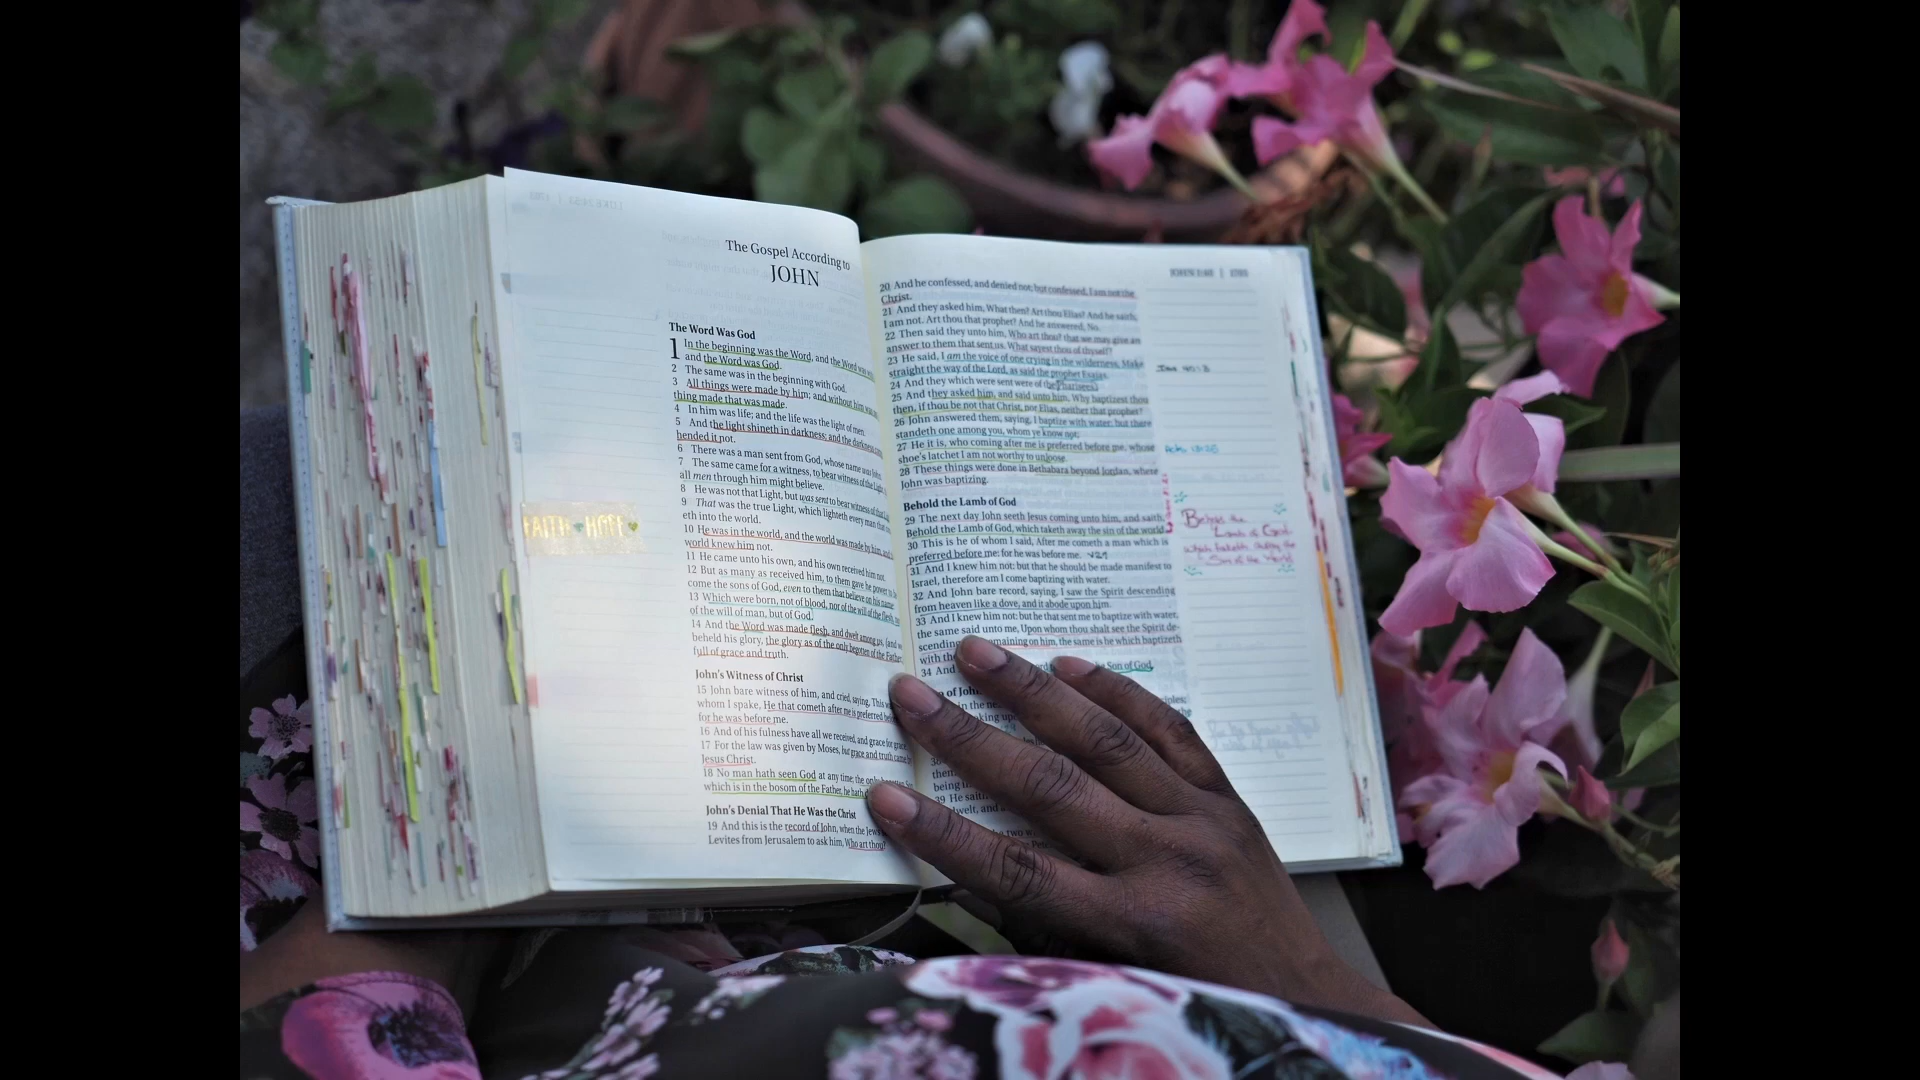 The Gospel According to
JOHN
The Word Was God
1 In the beginning was the Word, and the Word was
and the Word was God.
2 The same was in the beginning with God.
3 All things were made by him; and without him was
thing made that was made.
4 In him was life; and the life was the light of men.
5 And the light shineth in darkness; and the darkness
hended it not.
6 There was a man sent from God, whose name was John.
7 The same came for a witness, to bear witness of the Light,
all men through him might believe.
8 He was not that Light, but was sent to bear witness of that
9 That was the true Light, which lighteth every man that
eth into the world.
10 He was in the world, and the world was made by him, and
world knew him not.
11 He came unto his own, and his own received him not.
12 But as many as received him, to them gave he power to
come the sons of God, even to them that believe on his name
13 Which were born, not of blood, nor of the will of the flesh,
of the will of man, but of God.
14 And the Word was made flesh, and dwelt among us, (and
beheld his glory, the glory as of the only begotten of the Father,
full of grace and truth.
John's Witness of Christ
15 John bare witness of him, and cried, saying, This
whom I spake, He that cometh after me is preferred
for he was before me.
16 And of his fulness have all we received, and grace for grace.
17 For the law was given by Moses, but grace and truth came
Jesus Christ.
18 No man hath seen God at any time; the only
which is in the bosom of the Father, he hath
John's Denial That He Was the Christ
19 And this is the record of John, when the Jews
Levites from Jerusalem to ask him, Who art thou?
FAITH HOPE
20 And he confessed, and denied not; but confessed, I am not the
Christ.
21 And they asked him, What then? Art thou Elias? And he saith,
I am not. Art thou that prophet? And he answered, No.
22 Then said they unto him, Who art thou? that we may give an
answer to them that sent us. What sayest thou of thyself?
23 He said, I am the voice of one crying in the wilderness, Make
straight the way of the Lord, as said the prophet Esaias.
24 And they which were sent were of the Pharisees.
25 And they asked him, and said unto him, Why baptizest thou
then, if thou be not that Christ, nor Elias, neither that prophet?
26 John answered them, saying, I baptize with water: but there
standeth one among you, whom ye know not;
27 He it is, who coming after me is preferred before me, whose
shoe's latchet I am not worthy to unloose.
28 These things were done in Bethabara beyond Jordan, where
John was baptizing.
Behold the Lamb of God
29 The next day John seeth Jesus coming unto him, and saith,
Behold the Lamb of God, which taketh away the sin of the world.
30 This is he of whom I said, After me cometh a man which is
preferred before me: for he was before me. v27
31 And I knew him not: but that he should be made manifest to
Israel, therefore am I come baptizing with water.
32 And John bare record, saying, I saw the Spirit descending
from heaven like a dove, and it abode upon him.
33 And I knew him not: but he that sent me to baptize with water,
the same said unto me, Upon whom thou shalt see the Spirit de-
scending remaining on him, the same is he which baptizeth
with the
34 And Son of God.
of John
in the
39 He saith
dwelt, and
two
Behold the
Lamb of God
which taketh away the
Sin of the World